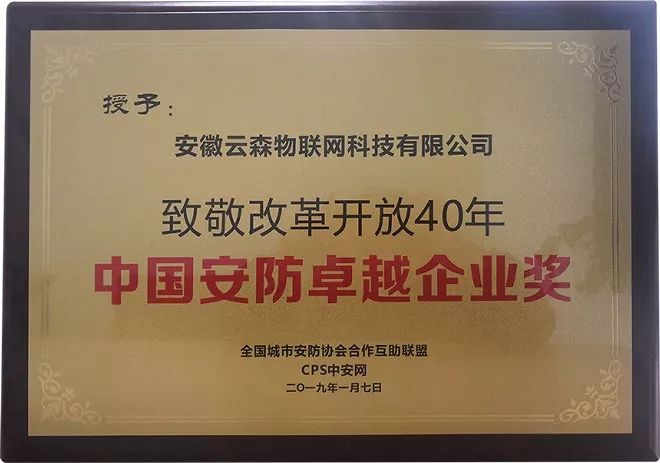 授予：
安徽云森物联网科技有限公司
致敬改革开放40年
中国安防卓越企业奖
全国城市安防协会合作互助联盟
CPS中安网
二〇一九年一月七日